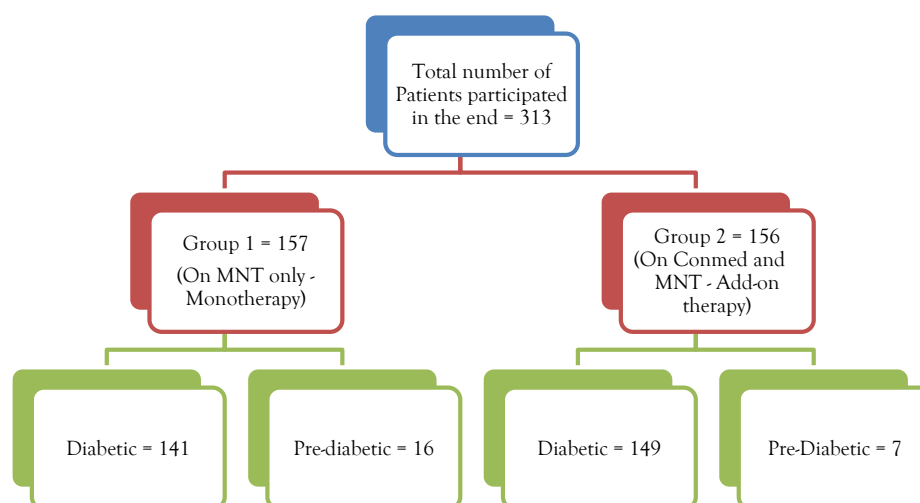 Total number of
Patients participated
in the end = 313
Group 1 = 157
(On MNT only -
Monotherapy)
Group 2 = 156
(On Conmed and
MNT - Add-on
therapy)
Diabetic = 141
Pre-diabetic = 16
Diabetic = 149
Pre-Diabetic = 7